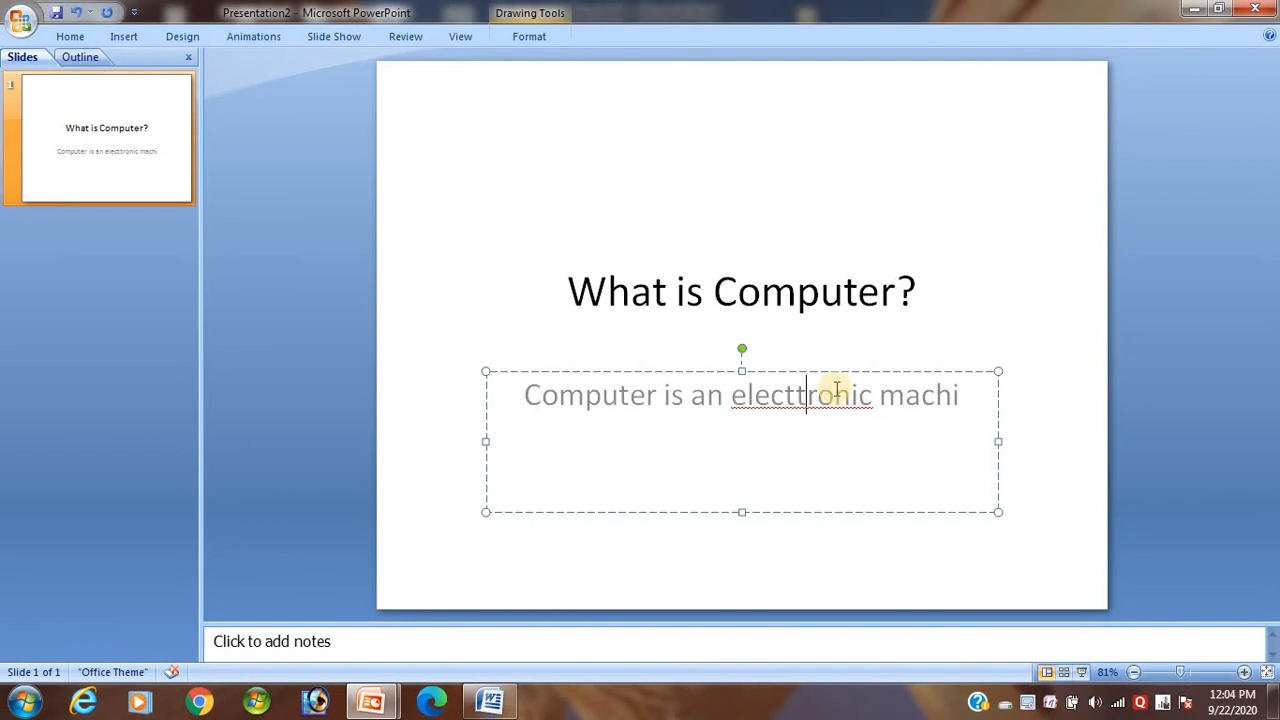 Presentation2 - Microsoft PowerPoint
Drawing Tools
Home Insert Design Animations Slide Show Review View Format
Slides Outline
1
What is Computer?
Computer is an electtronic machi
What is Computer?
Computer is an electtronic machi
Click to add notes
Slide 1 of 1 "Office Theme" 81%
12:04 PM
9/22/2020